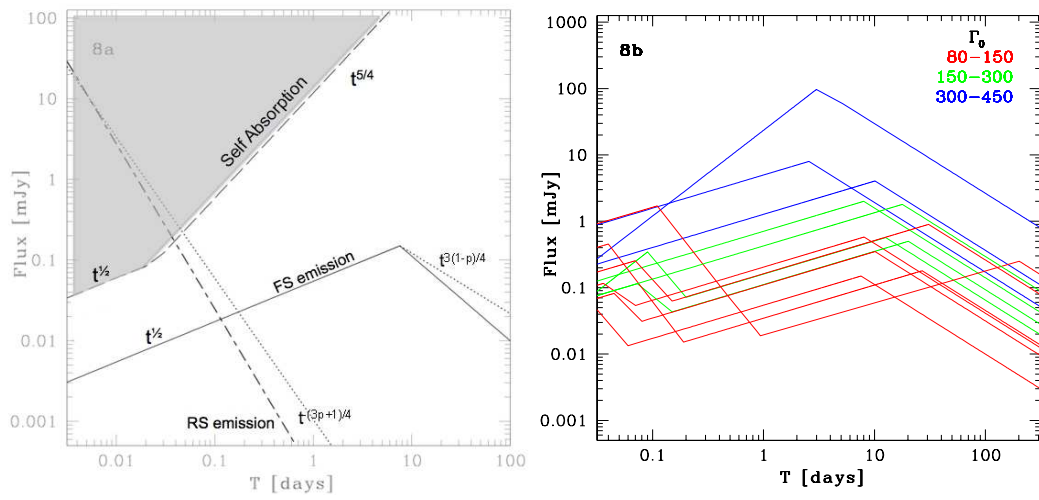 8a
100
10
1
0.1
0.01
0.001
Flux [mJy]
Self Absorption
t^5/4
t^½
FS emission
t^½
t^3(1-p)/4
RS emission
t^(3p+1)/4
0.01
0.1
1
10
100
T [days]
8b
Γ₀
80-150
150-300
300-450
1000
100
10
1
0.1
0.01
0.001
Flux [mJy]
0.1
1
10
100
T [days]